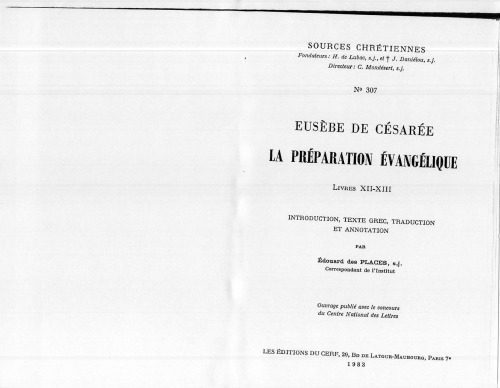 SOURCES CHRÉTIENNES
Fondateurs : H. de Lubac, s.j., et † J. Daniélou, s.j.
Directeur : C. Mondésert, s.j.
Nº 307
EUSÈBE DE CÉSARÉE
LA PRÉPARATION ÉVANGÉLIQUE
LIVRES XII-XIII
INTRODUCTION, TEXTE GREC, TRADUCTION
ET ANNOTATION
PAR
Édouard des PLACES, s.j.
Correspondant de l'Institut
Ouvrage publié avec le concours
du Centre National des Lettres
LES ÉDITIONS DU CERF, 29, BD DE LATOUR-MAUBOURG, PARIS 7e
1983